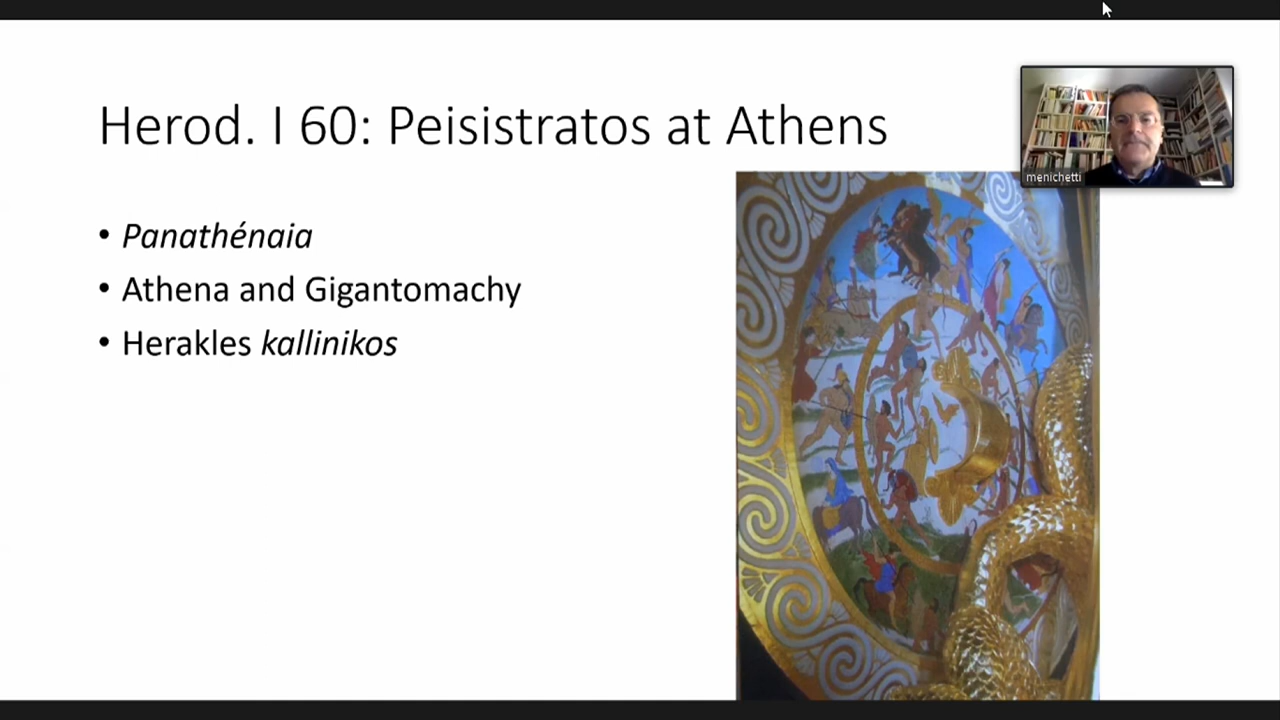 Herod. I 60: Peisistratos at Athens
menichetti
• Panathénaia
• Athena and Gigantomachy
• Herakles kallinikos